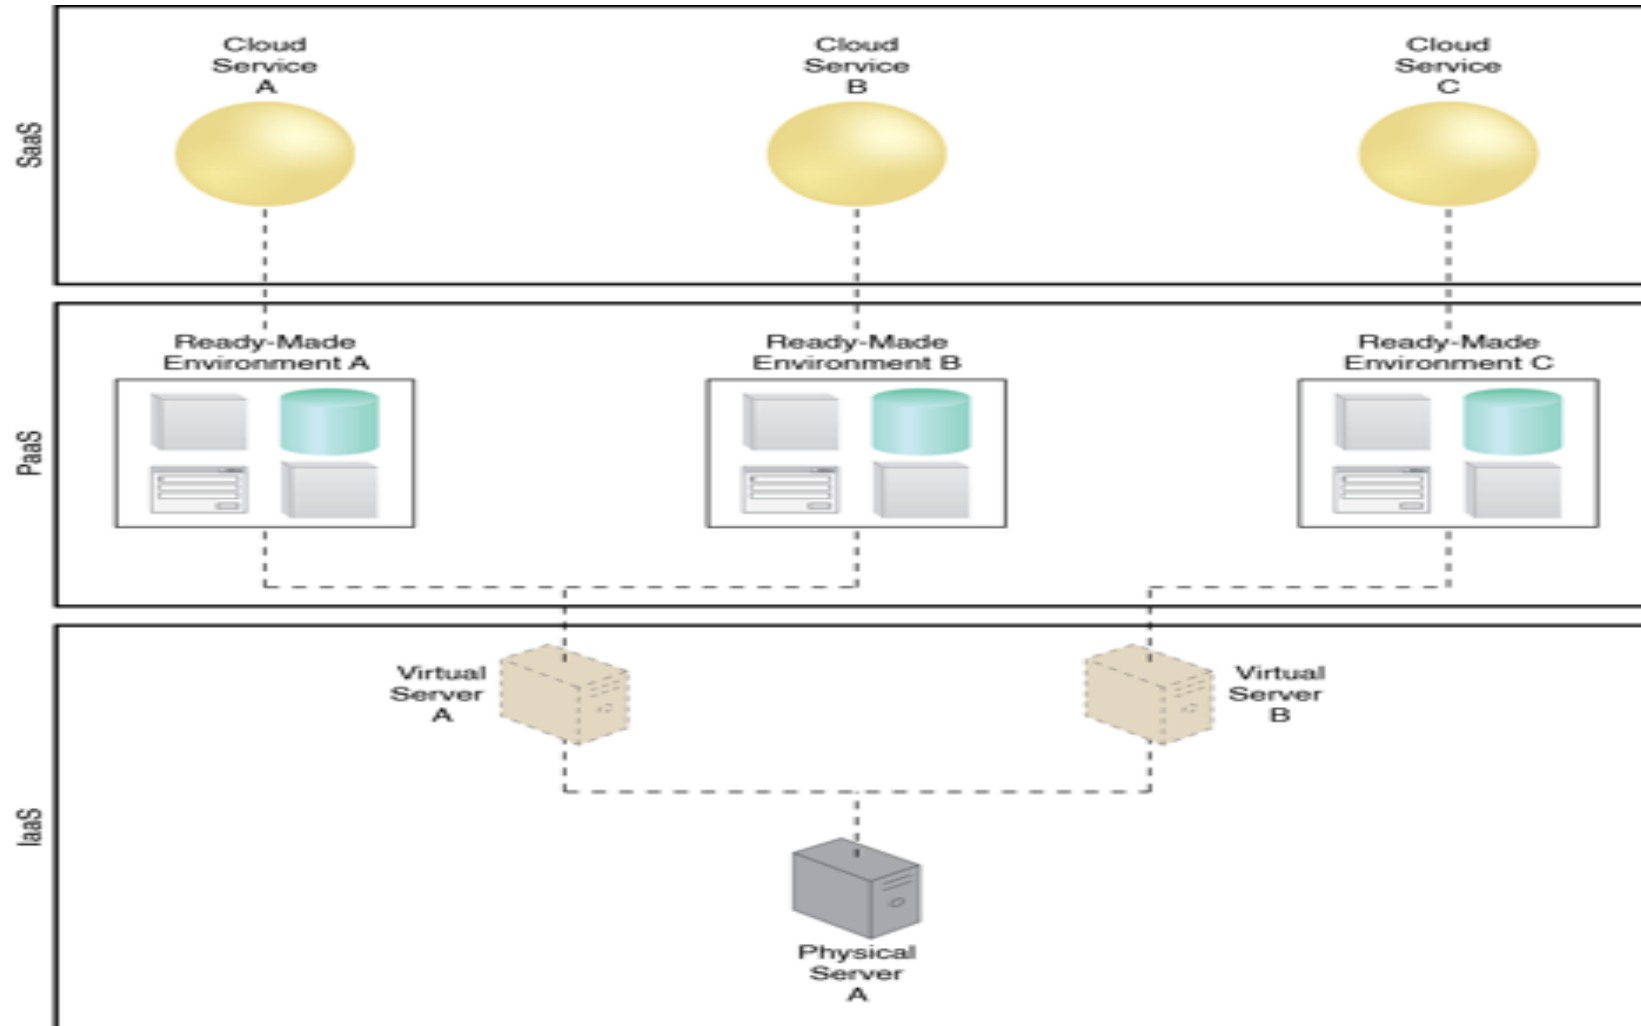 SaaS
Cloud
Service
A
Cloud
Service
B
Cloud
Service
C
PaaS
Ready-Made
Environment A
Ready-Made
Environment B
Ready-Made
Environment C
IaaS
Virtual
Server
A
Virtual
Server
B
Physical
Server
A